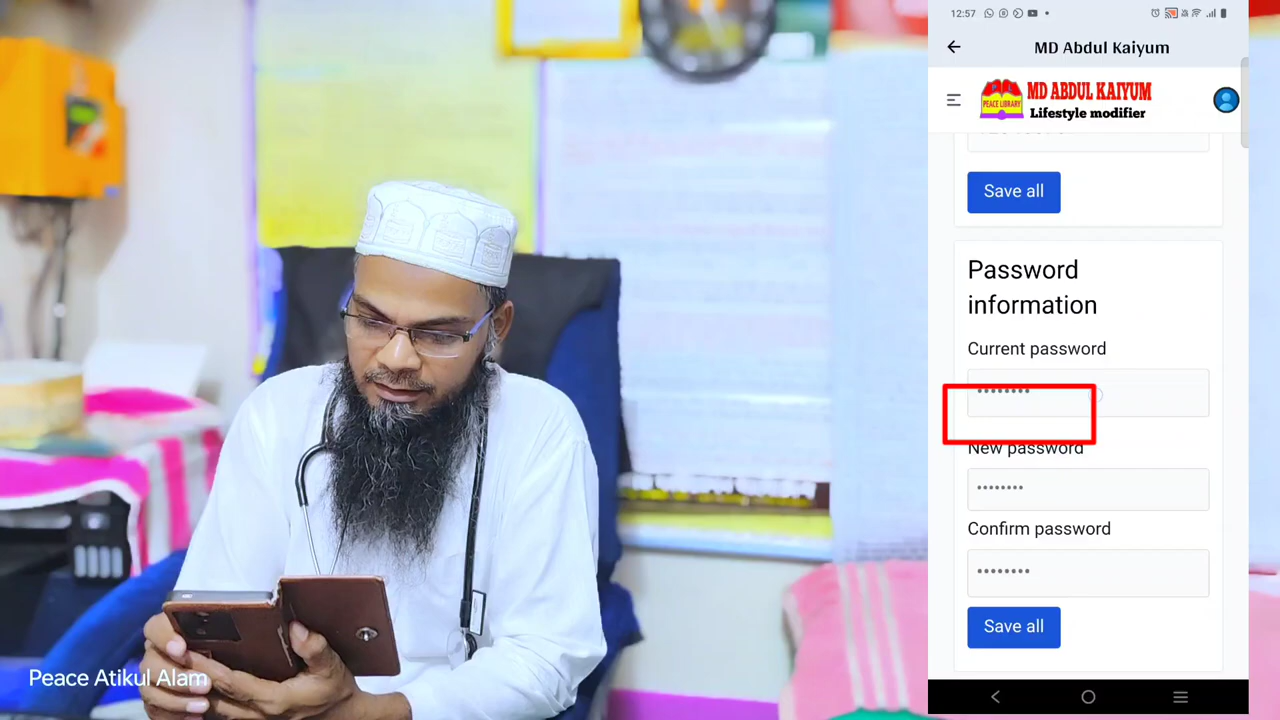 12:57
MD Abdul Kaiyum
MD ABDUL KAIYUM
PEACE LIBRARY
Lifestyle modifier
Save all
Password
information
Current password
New password
Confirm password
Save all
Peace Atikul Alam